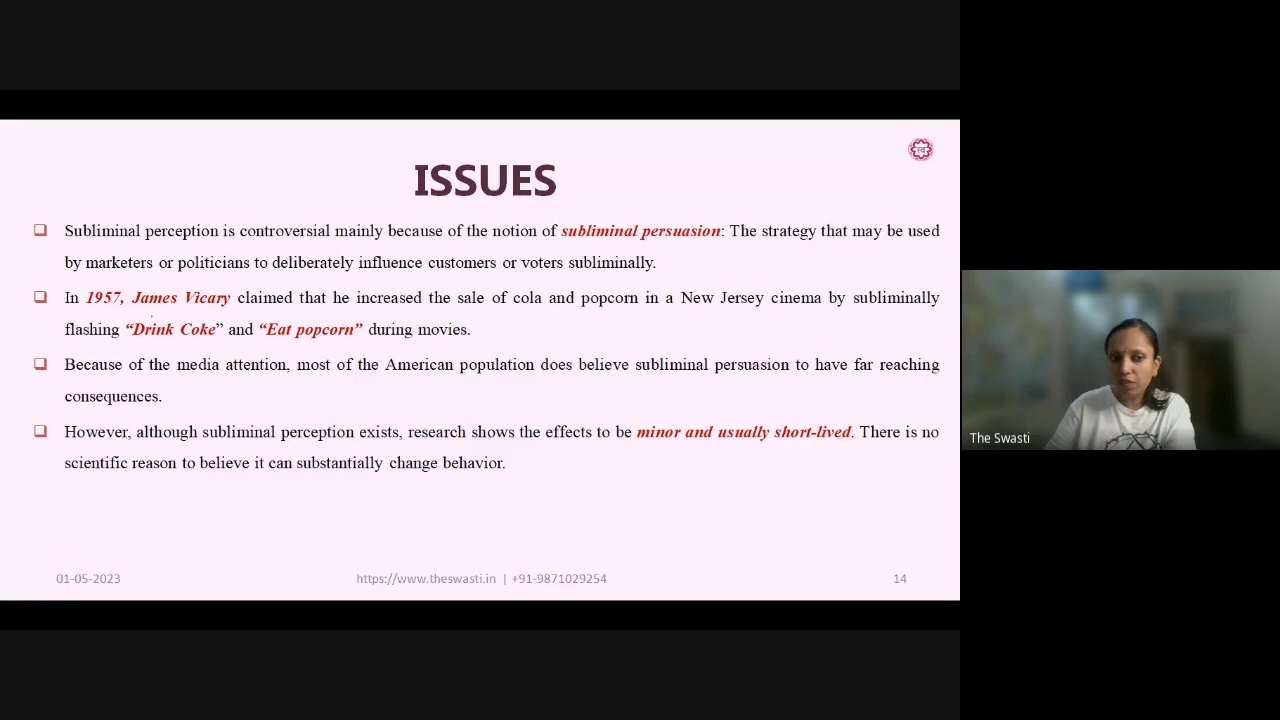 ISSUES
❑ Subliminal perception is controversial mainly because of the notion of subliminal persuasion: The strategy that may be used
by marketers or politicians to deliberately influence customers or voters subliminally.
❑ In 1957, James Vicary claimed that he increased the sale of cola and popcorn in a New Jersey cinema by subliminally
flashing “Drink Coke” and “Eat popcorn” during movies.
❑ Because of the media attention, most of the American population does believe subliminal persuasion to have far reaching
consequences.
❑ However, although subliminal perception exists, research shows the effects to be minor and usually short-lived. There is no
scientific reason to believe it can substantially change behavior.
The Swasti
01-05-2023 https://www.theswasti.in | +91-9871029254 14